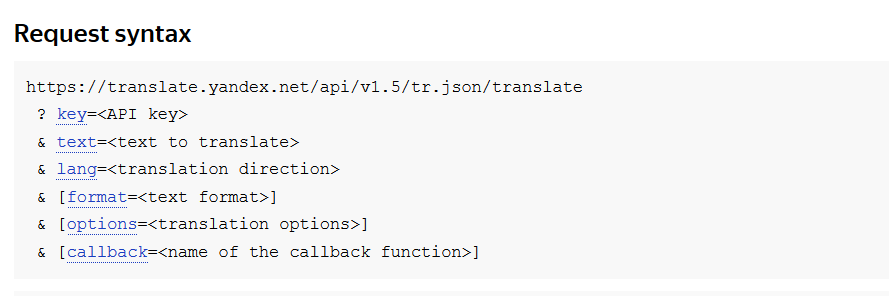 Request syntax
https://translate.yandex.net/api/v1.5/tr.json/translate
? key=<API key>
& text=<text to translate>
& lang=<translation direction>
& [format=<text format>]
& [options=<translation options>]
& [callback=<name of the callback function>]